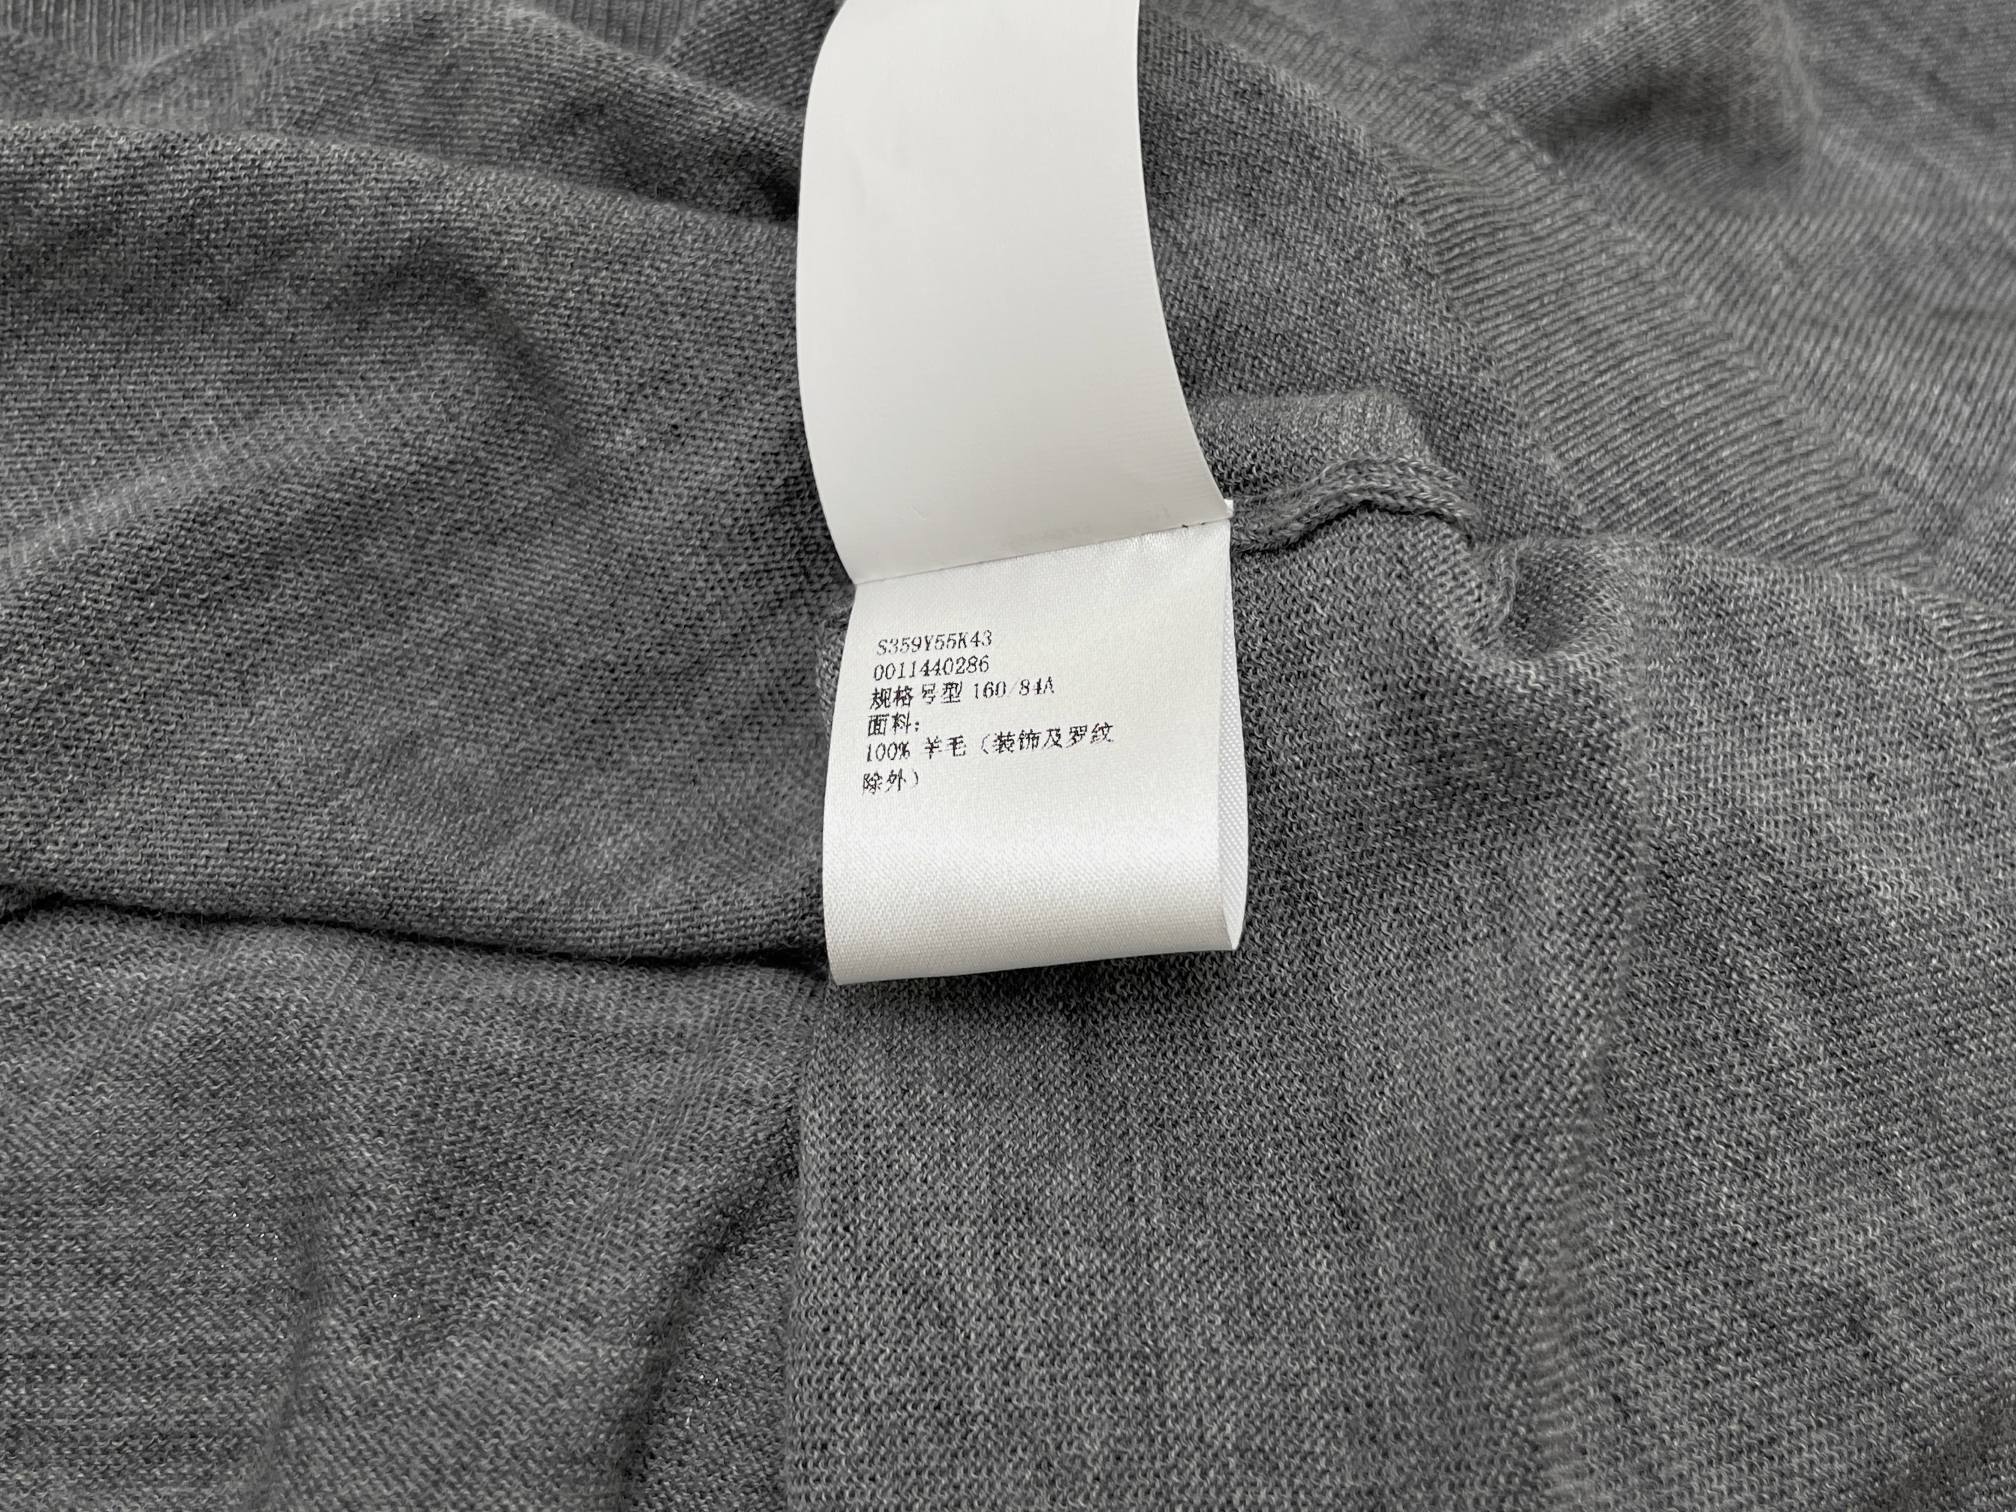 S359Y55K43
0011440286
规格号型 160/84A
面料:
100% 羊毛（装饰及罗纹
除外）